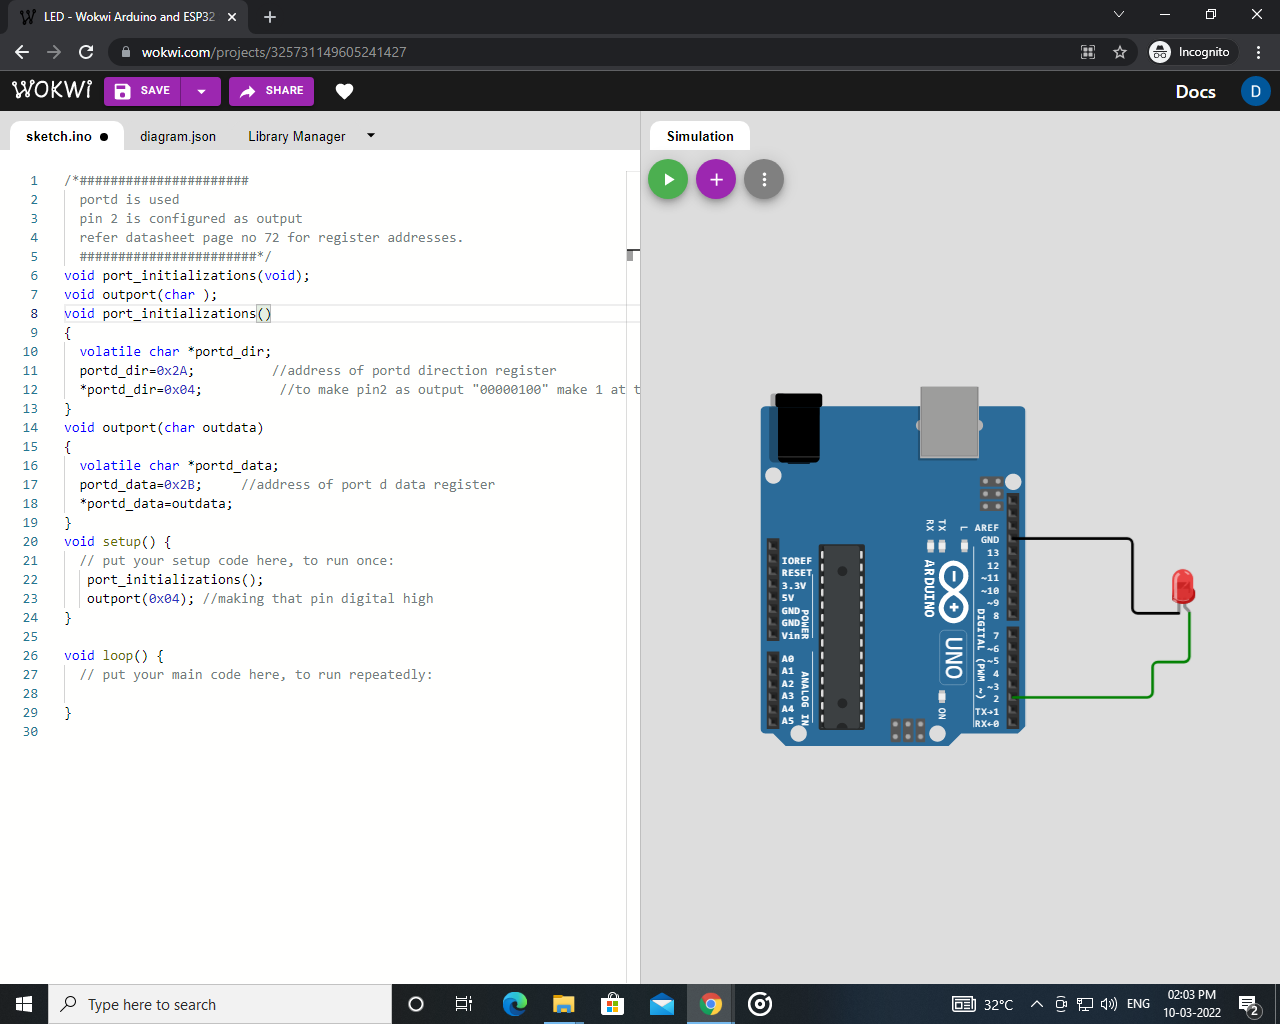 LED - Wokwi Arduino and ESP32
wokwi.com/projects/325731149605241427
Incognito
WOKWI
SAVE
SHARE
Docs
D
sketch.ino
diagram.json
Library Manager
Simulation
1 /*######################
2 portd is used
3 pin 2 is configured as output
4 refer datasheet page no 72 for register addresses.
5 #######################*/
6 void port_initializations(void);
7 void outport(char );
8 void port_initializations()
9 {
10 volatile char *portd_dir;
11 portd_dir=0x2A; //address of portd direction register
12 *portd_dir=0x04; //to make pin2 as output "00000100" make 1 at t
13 }
14 void outport(char outdata)
15 {
16 volatile char *portd_data;
17 portd_data=0x2B; //address of port d data register
18 *portd_data=outdata;
19 }
20 void setup() {
21 // put your setup code here, to run once:
22 port_initializations();
23 outport(0x04); //making that pin digital high
24 }
25
26 void loop() {
27 // put your main code here, to run repeatedly:
28
29 }
30
RX
TX
L
AREF
GND
13
12
~11
~10
~9
8
7
~6
~5
4
~3
2
TX→1
RX←0
DIGITAL (PWM ~)
ARDUINO
UNO
ON
IOREF
RESET
3.3V
5V
GND
GND
Vin
POWER
A0
A1
A2
A3
A4
A5
ANALOG IN
Type here to search
32°C
ENG
02:03 PM
10-03-2022
2